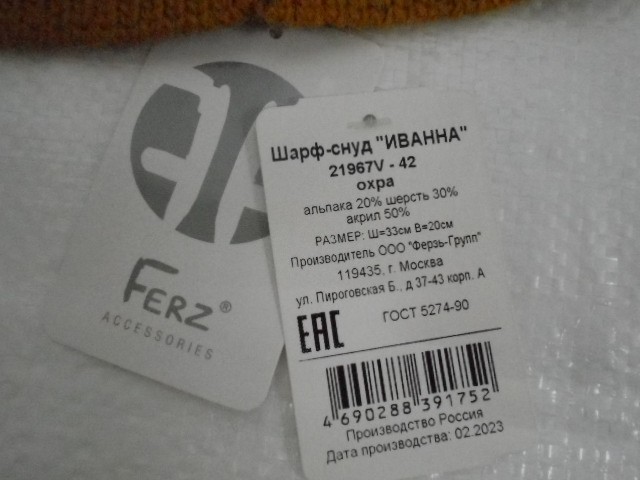 FERZ®
ACCESSORIES
Шарф-снуд "ИВАННА"
21967V - 42
охра
альпака 20% шерсть 30%
акрил 50%
РАЗМЕР: Ш=33см В=20см
Производитель ООО "Ферзь-Групп"
119435, г. Москва
ул. Пироговская Б., д 37-43 корп. А
EAC
ГОСТ 5274-90
4 690288 391752
Производство Россия
Дата производства: 02.2023